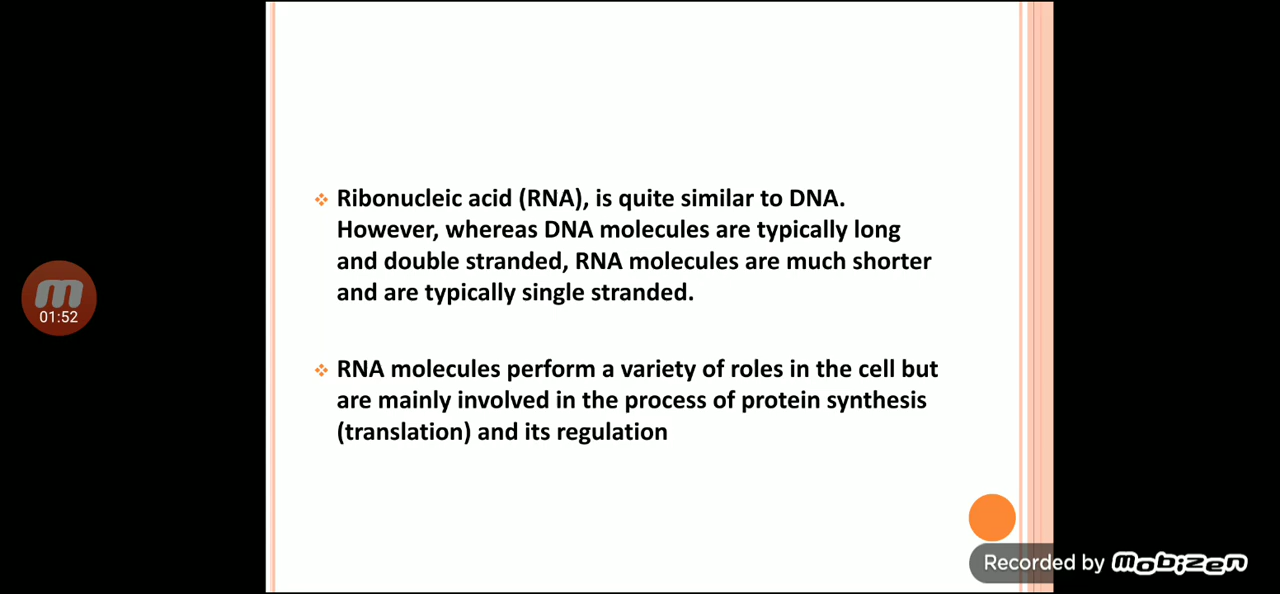 Ribonucleic acid (RNA), is quite similar to DNA.
However, whereas DNA molecules are typically long
and double stranded, RNA molecules are much shorter
and are typically single stranded.
RNA molecules perform a variety of roles in the cell but
are mainly involved in the process of protein synthesis
(translation) and its regulation
m
01:52
Recorded by mobizen